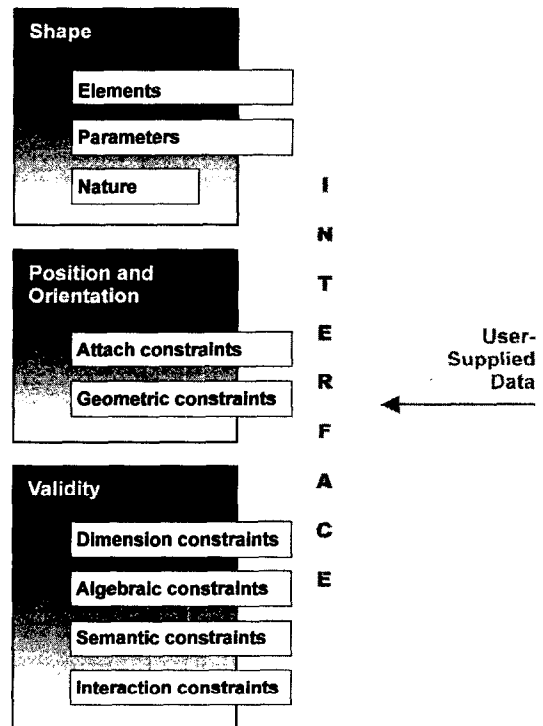 Shape
Elements
Parameters
Nature
Position and
Orientation
Attach constraints
Geometric constraints
Validity
Dimension constraints
Algebraic constraints
Semantic constraints
Interaction constraints
I
N
T
E
R
F
A
C
E
User-
Supplied
Data